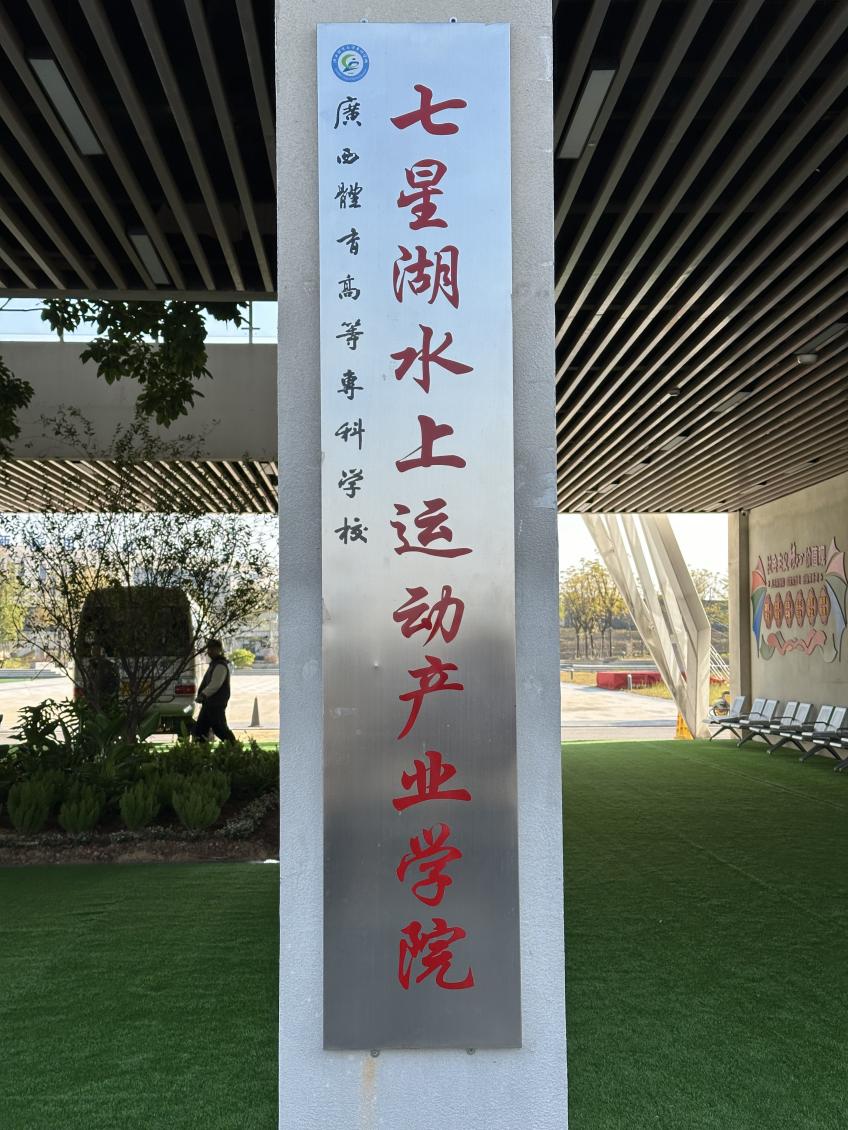 廣西體育高等專科学校
七星湖水上运动产业学院